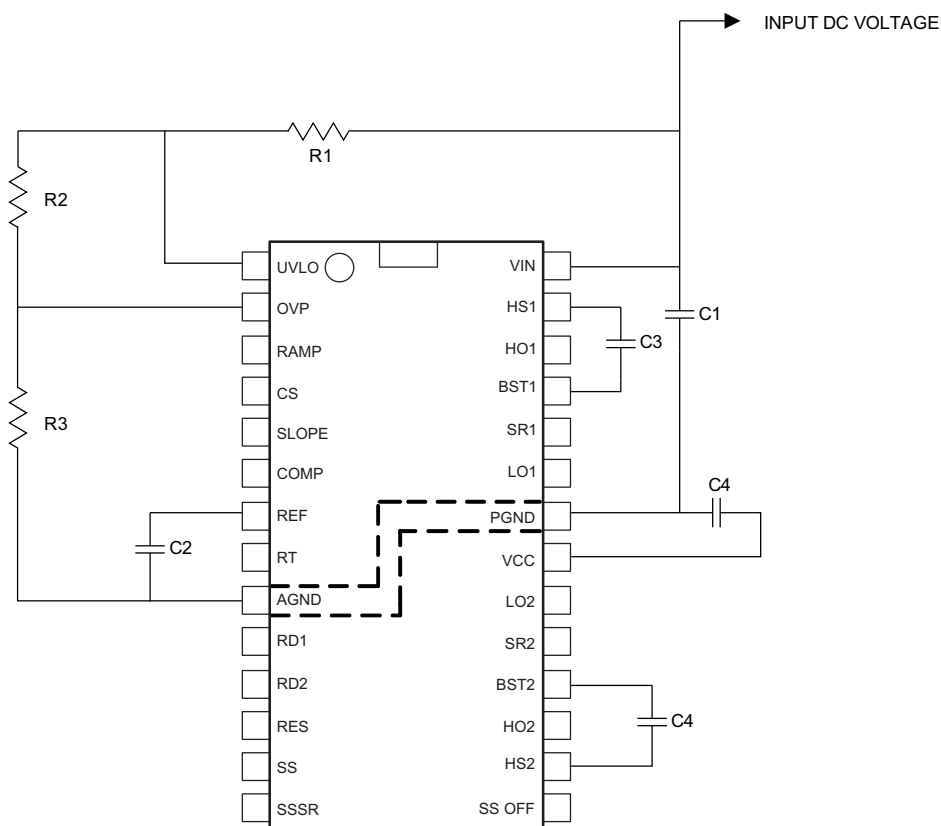 INPUT DC VOLTAGE
R1
R2
UVLO
VIN
OVP
HS1
C1
C3
RAMP
HO1
CS
BST1
R3
SLOPE
SR1
COMP
LO1
C4
REF
PGND
C2
RT
VCC
AGND
LO2
RD1
SR2
RD2
BST2
C4
RES
HO2
SS
HS2
SSSR
SS OFF